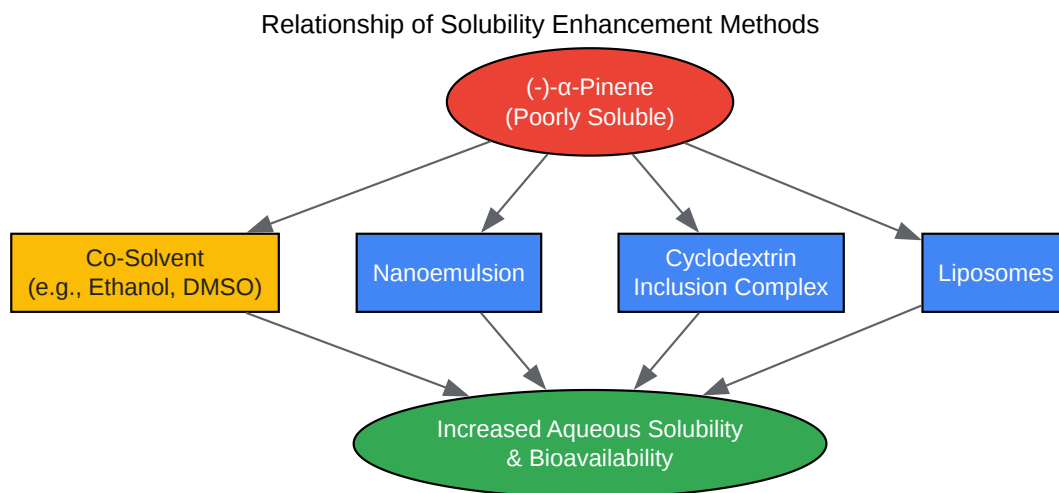 Relationship of Solubility Enhancement Methods
(-)-α-Pinene
(Poorly Soluble)
Co-Solvent
(e.g., Ethanol, DMSO)
Nanoemulsion
Cyclodextrin
Inclusion Complex
Liposomes
Increased Aqueous Solubility
& Bioavailability